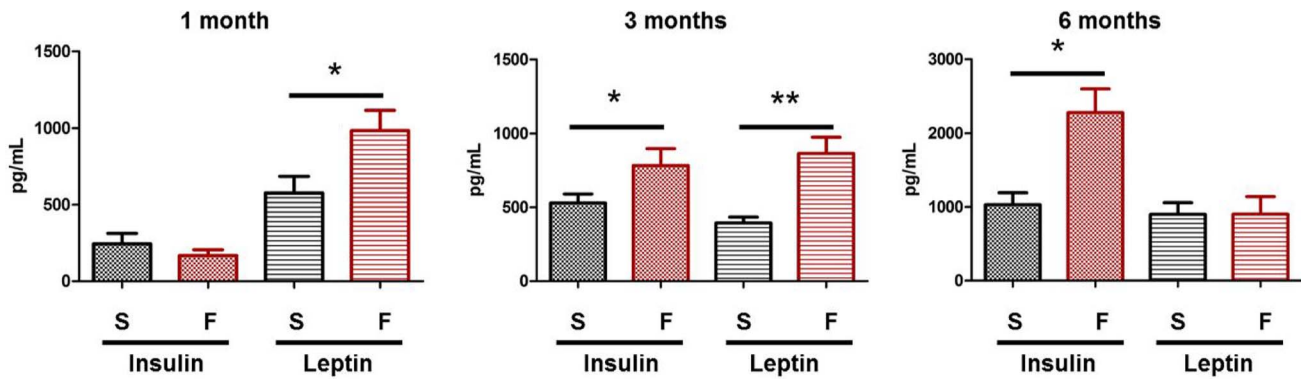 1 month
1500
1000
500
0
pg/mL
*
S F S F
Insulin Leptin
3 months
1500
1000
500
0
pg/mL
* **
S F S F
Insulin Leptin
6 months
3000
2000
1000
0
pg/mL
*
S F S F
Insulin Leptin